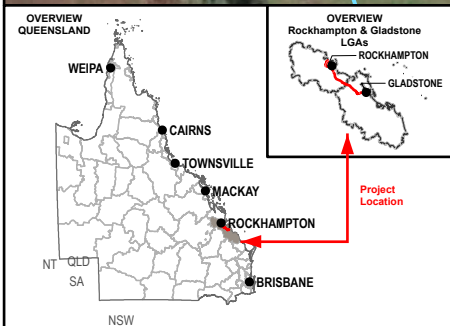 OVERVIEW
QUEENSLAND
WEIPA
CAIRNS
TOWNSVILLE
MACKAY
ROCKHAMPTON
BRISBANE
NT
QLD
SA
NSW
OVERVIEW
Rockhampton & Gladstone
LGAs
ROCKHAMPTON
GLADSTONE
Project
Location